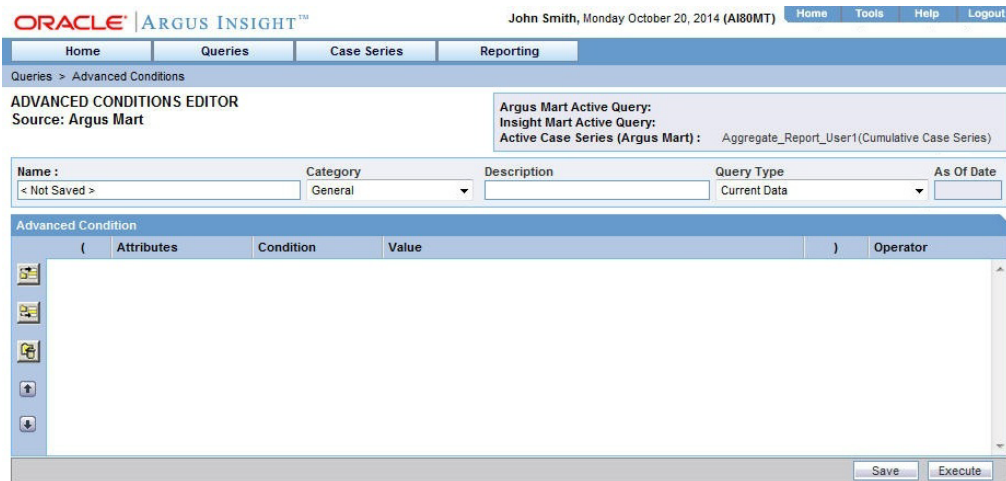 ORACLE® | ARGUS INSIGHT™
John Smith, Monday October 20, 2014 (AI80MT)
Home Tools Help Logout
Home Queries Case Series Reporting
Queries > Advanced Conditions
ADVANCED CONDITIONS EDITOR
Source: Argus Mart
Argus Mart Active Query:
Insight Mart Active Query:
Active Case Series (Argus Mart) : Aggregate_Report_User1(Cumulative Case Series)
Name : Category Description Query Type As Of Date
< Not Saved > General Current Data
Advanced Condition
( Attributes Condition Value ) Operator
Save Execute